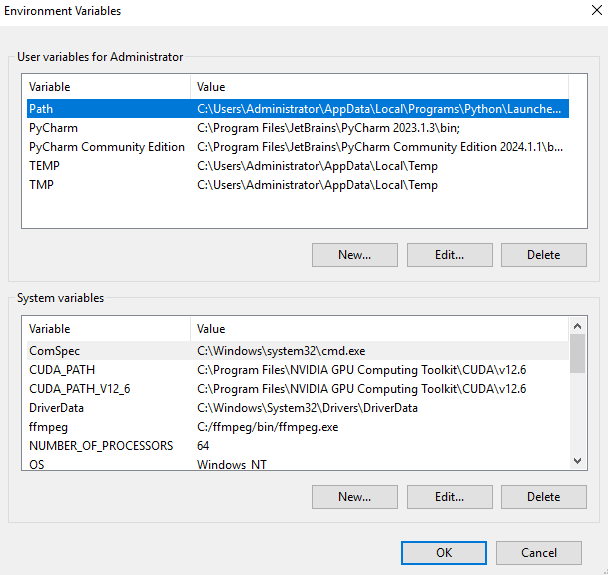 Environment Variables
User variables for Administrator
Variable Value
Path C:\Users\Administrator\AppData\Local\Programs\Python\Launche...
PyCharm C:\Program Files\JetBrains\PyCharm 2023.1.3\bin;
PyCharm Community Edition C:\Program Files\JetBrains\PyCharm Community Edition 2024.1.1\b...
TEMP C:\Users\Administrator\AppData\Local\Temp
TMP C:\Users\Administrator\AppData\Local\Temp
New... Edit... Delete
System variables
Variable Value
ComSpec C:\Windows\system32\cmd.exe
CUDA_PATH C:\Program Files\NVIDIA GPU Computing Toolkit\CUDA\v12.6
CUDA_PATH_V12_6 C:\Program Files\NVIDIA GPU Computing Toolkit\CUDA\v12.6
DriverData C:\Windows\System32\Drivers\DriverData
ffmpeg C:/ffmpeg/bin/ffmpeg.exe
NUMBER_OF_PROCESSORS 64
OS Windows_NT
New... Edit... Delete
OK Cancel